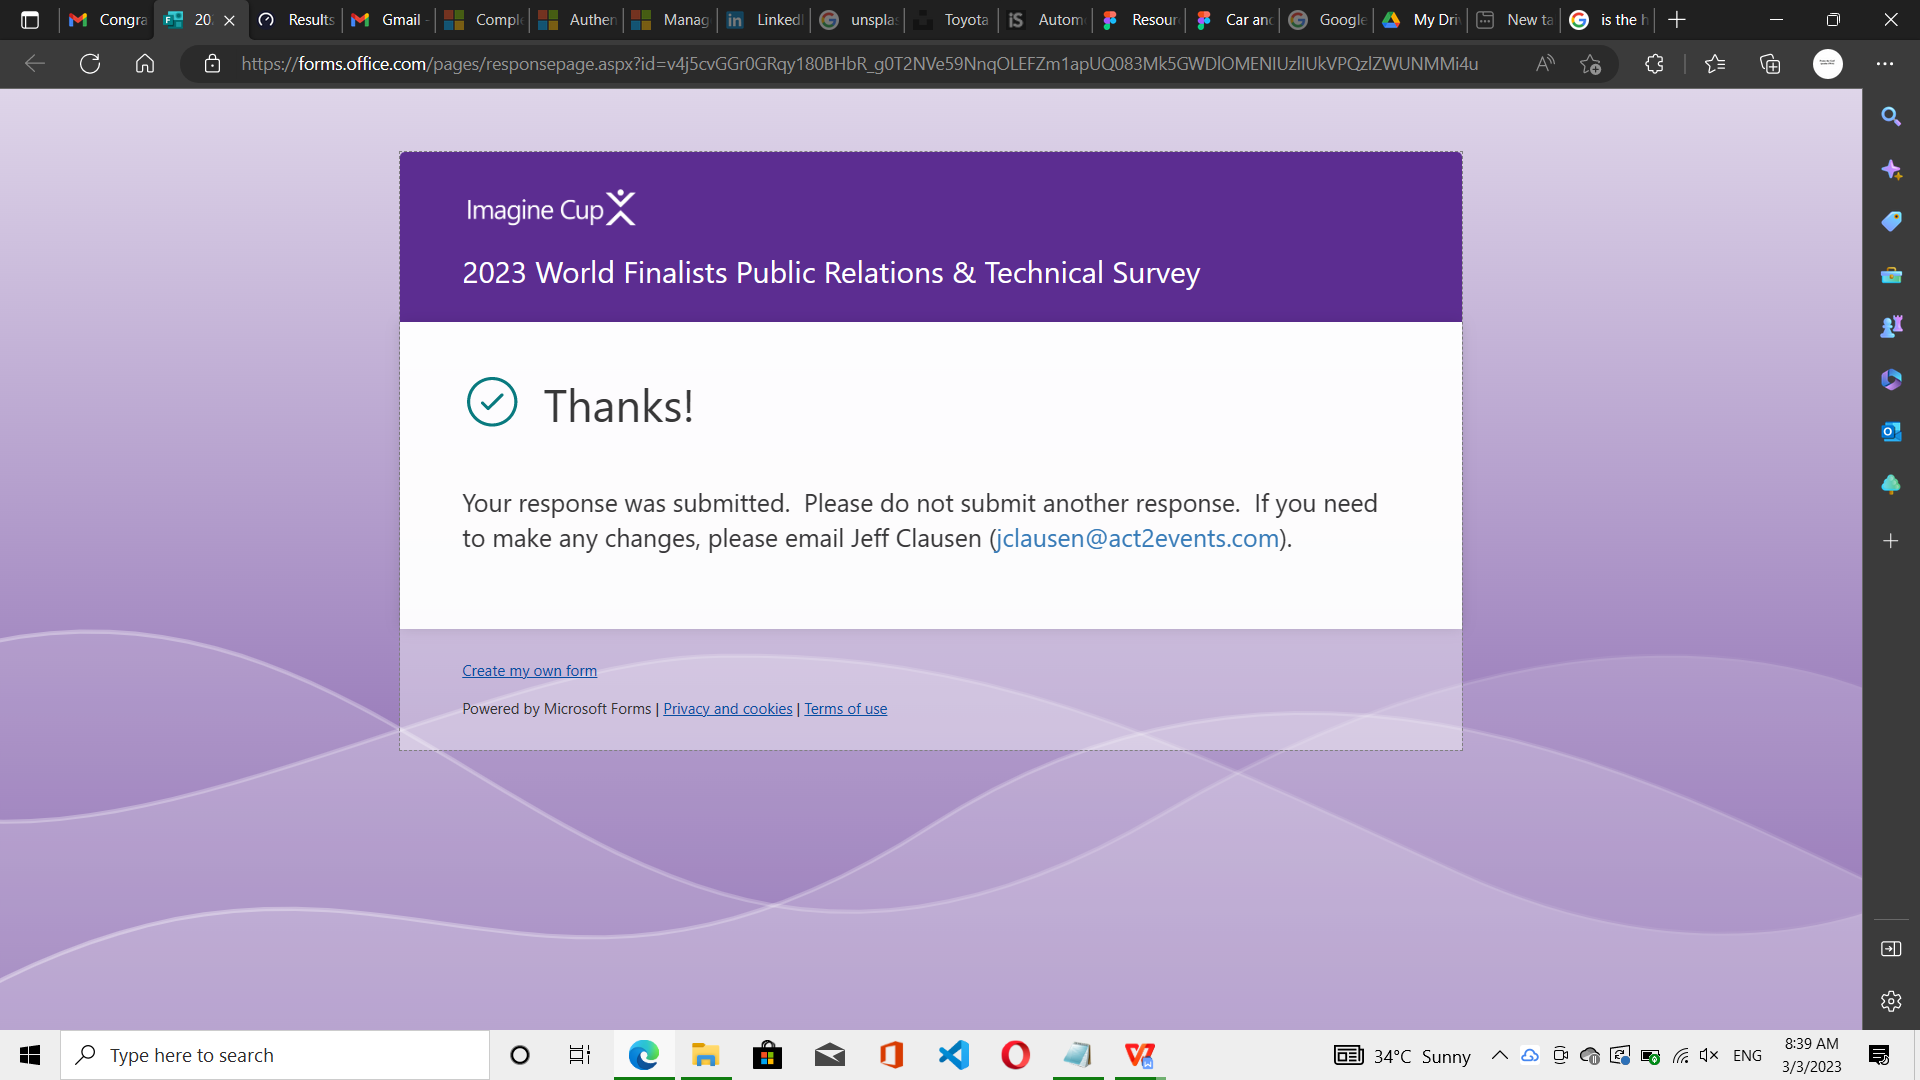 Congra
20
Results
Gmail -
Comple
Authen
Manag
LinkedI
unsplas
Toyota
Autom
Resour
Car and
Google
My Driv
New ta
is the h
https://forms.office.com/pages/responsepage.aspx?id=v4j5cvGGr0GRqy180BHbR_g0T2NVe59NnqOLEFZm1apUQ083Mk5GWDlOMENIUzlIUkVPQzlZWUNMMi4u
Imagine Cup
2023 World Finalists Public Relations & Technical Survey
Thanks!
Your response was submitted.  Please do not submit another response.  If you need
to make any changes, please email Jeff Clausen (jclausen@act2events.com).
Create my own form
Powered by Microsoft Forms | Privacy and cookies | Terms of use
Type here to search
34°C Sunny
ENG
8:39 AM
3/3/2023